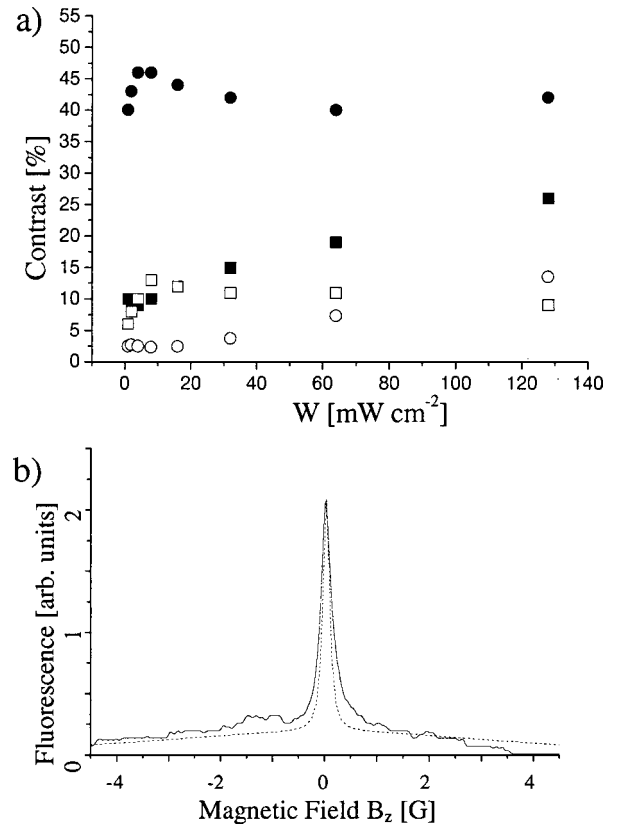 a)
55
50
45
40
35
30
25
20
15
10
5
0
Contrast [%]
0 20 40 60 80 100 120 140
W [mW cm⁻²]
b)
2
1
0
Fluorescence [arb. units]
-4 -2 0 2 4
Magnetic Field B_z [G]